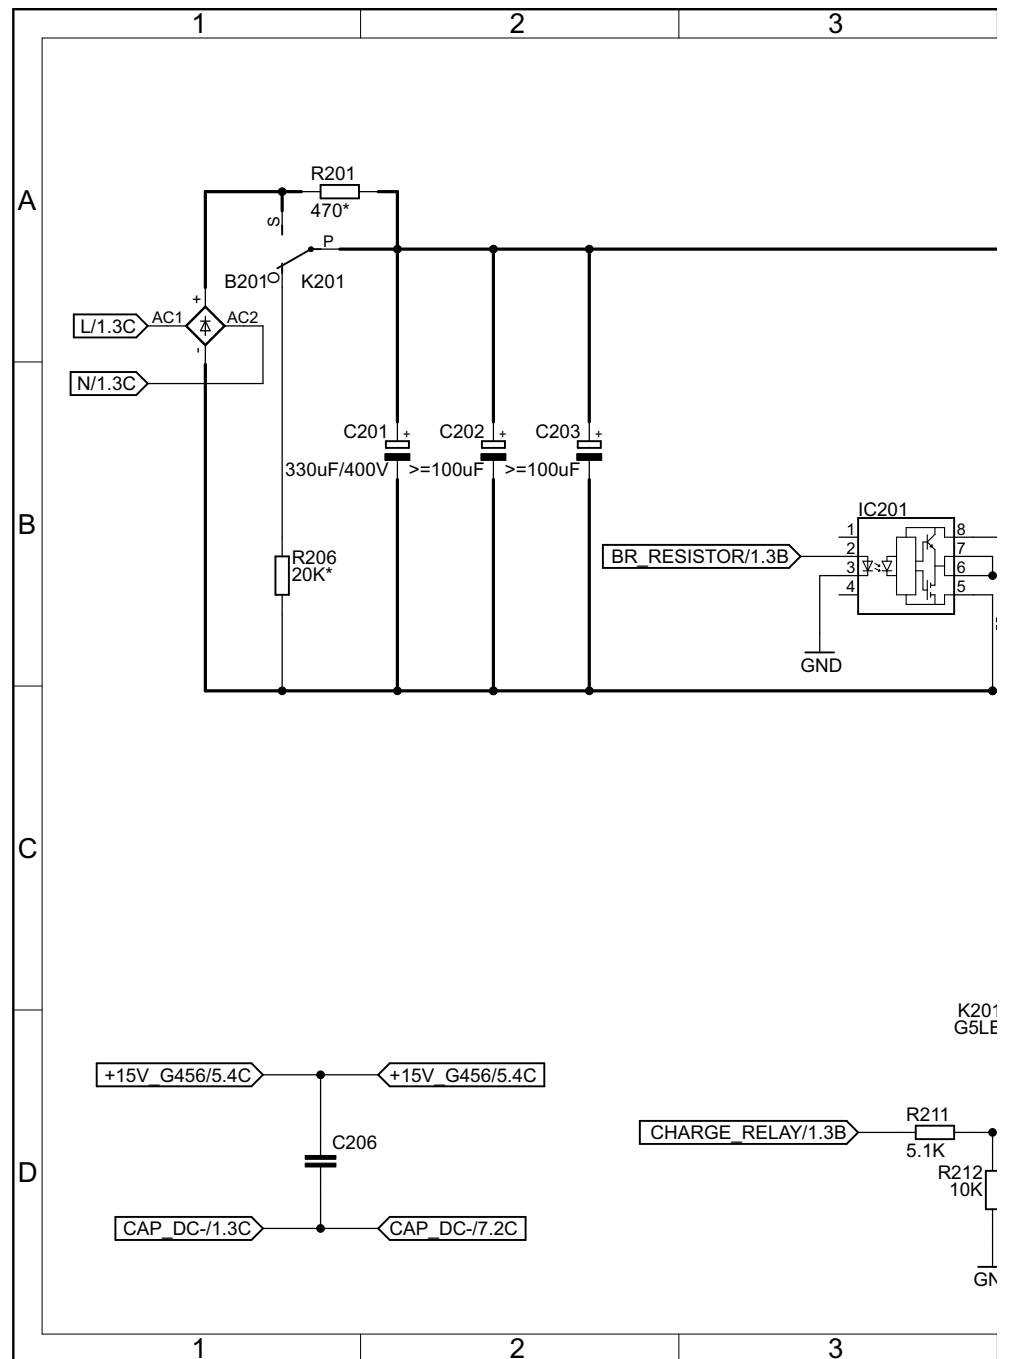 1 2 3
A
R201
470*
S
P
B201 O K201
+
L/1.3C AC1 AC2
-
N/1.3C
C201 + C202 + C203 +
330uF/400V >=100uF >=100uF
B
IC201
1 8
BR_RESISTOR/1.3B 2 7
3 6
4 5
R206
20K*
GND
C
K201
G5LE
+15V_G456/5.4C +15V_G456/5.4C
R211
CHARGE_RELAY/1.3B
5.1K
C206
D
R212
10K
CAP_DC-/1.3C CAP_DC-/7.2C
GN
1 2 3